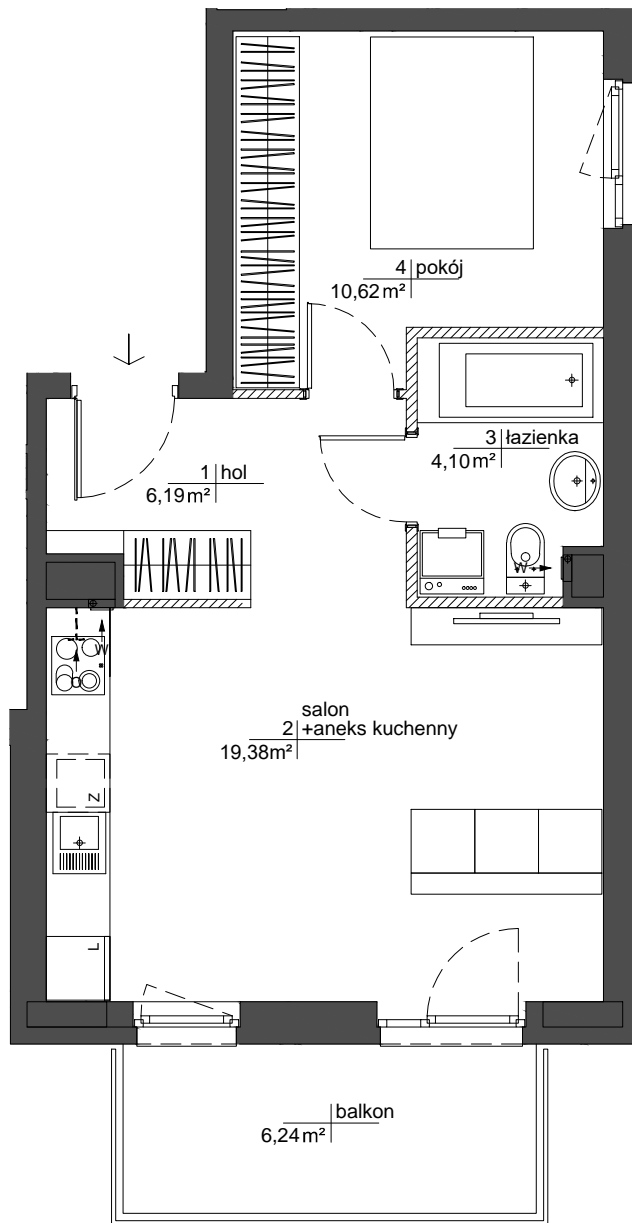 4 pokój
10,62 m²
3 łazienka
4,10 m²
1 hol
6,19 m²
W
W
salon
2 +aneks kuchenny
19,38m²
Z
L
balkon
6,24 m²